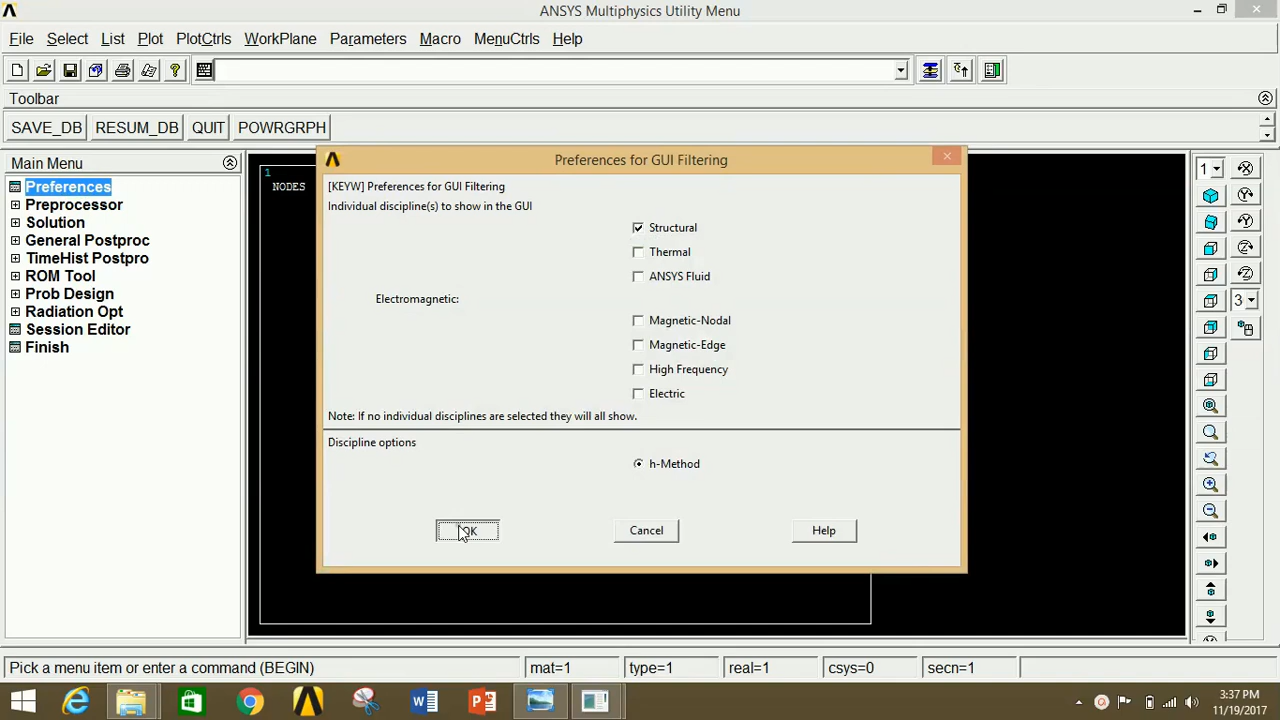 ANSYS Multiphysics Utility Menu
File Select List Plot PlotCtrls WorkPlane Parameters Macro MenuCtrls Help
Toolbar
SAVE_DB RESUM_DB QUIT POWRGRPH
Main Menu
Preferences
Preprocessor
Solution
General Postproc
TimeHist Postpro
ROM Tool
Prob Design
Radiation Opt
Session Editor
Finish
1
NODES
Preferences for GUI Filtering
[KEYW] Preferences for GUI Filtering
Individual discipline(s) to show in the GUI
Structural
Thermal
ANSYS Fluid
Electromagnetic:
Magnetic-Nodal
Magnetic-Edge
High Frequency
Electric
Note: If no individual disciplines are selected they will all show.
Discipline options
h-Method
OK Cancel Help
1
3
Pick a menu item or enter a command (BEGIN) mat=1 type=1 real=1 csys=0 secn=1
3:37 PM
11/19/2017